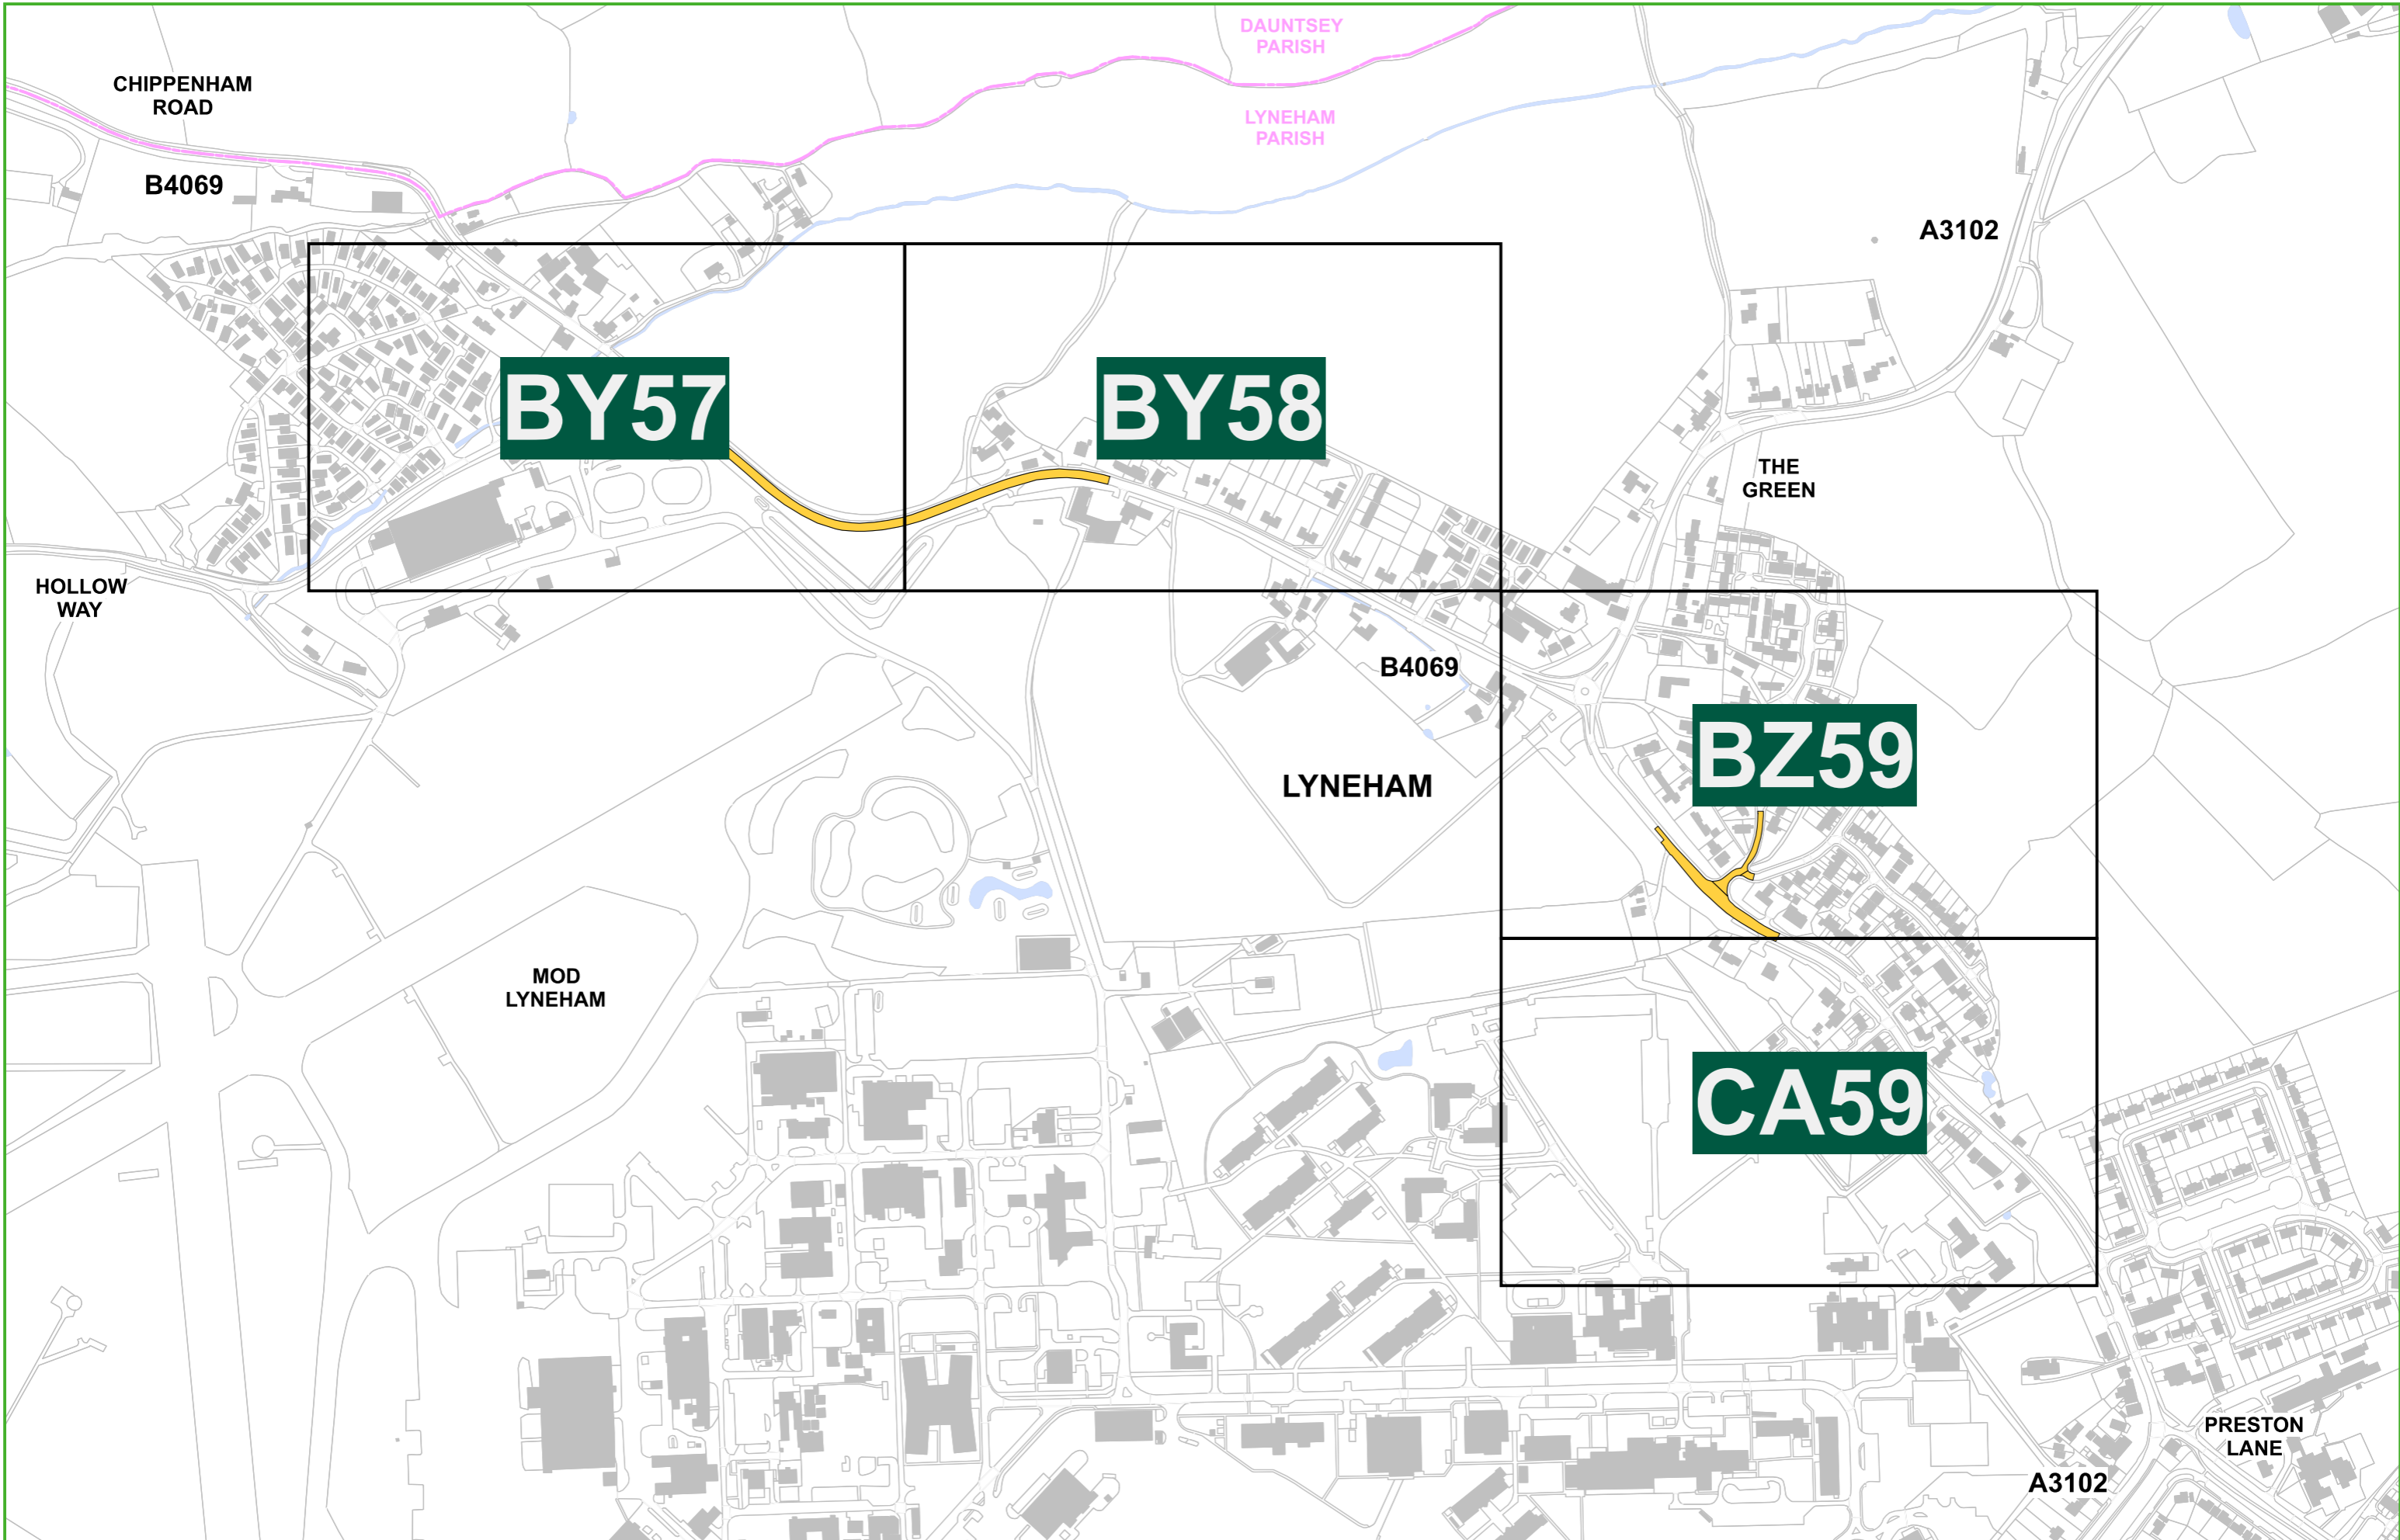 DAUNTSEY
PARISH
CHIPPENHAM
ROAD
LYNEHAM
PARISH
B4069
A3102
BY57
BY58
THE
GREEN
HOLLOW
WAY
B4069
BZ59
LYNEHAM
MOD
LYNEHAM
CA59
PRESTON
LANE
A3102